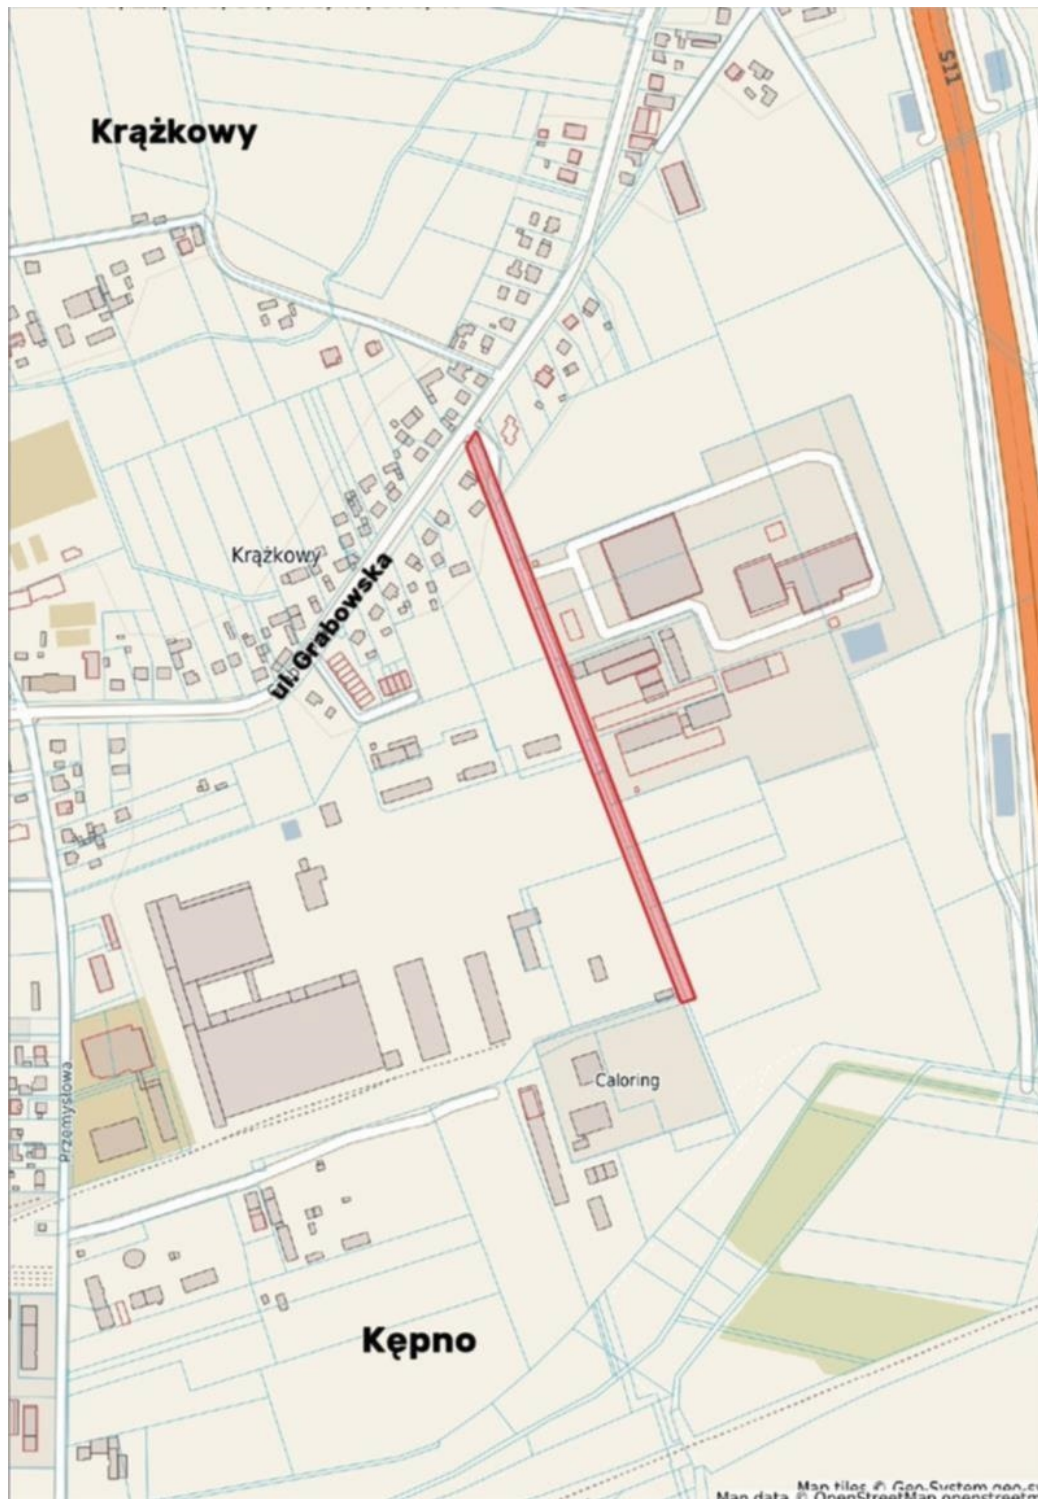 S11
Krążkowy
Krążkowy
ul. Grabowska
Caloring
Przemysłowa
Kępno
Map tiles © Geo-System
Map data © OpenStreetMap